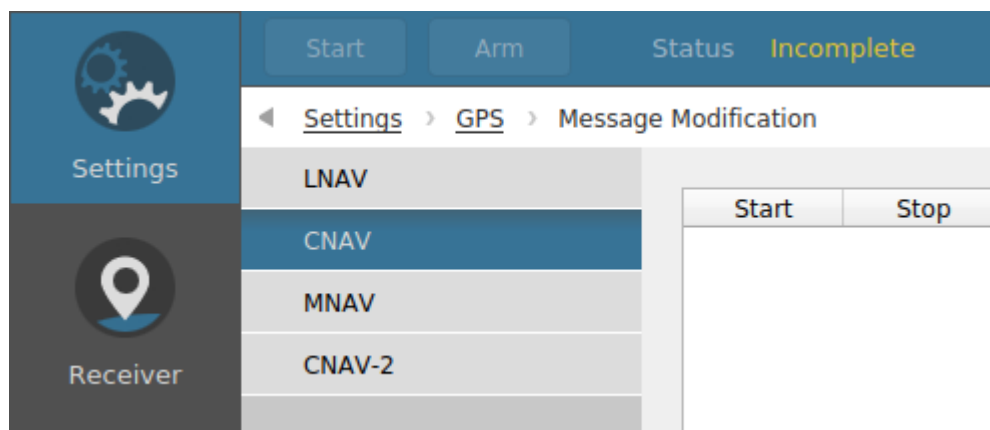 Start Arm Status Incomplete
Settings
Settings › GPS › Message Modification
LNAV
CNAV
MNAV
CNAV-2
Start Stop
Receiver